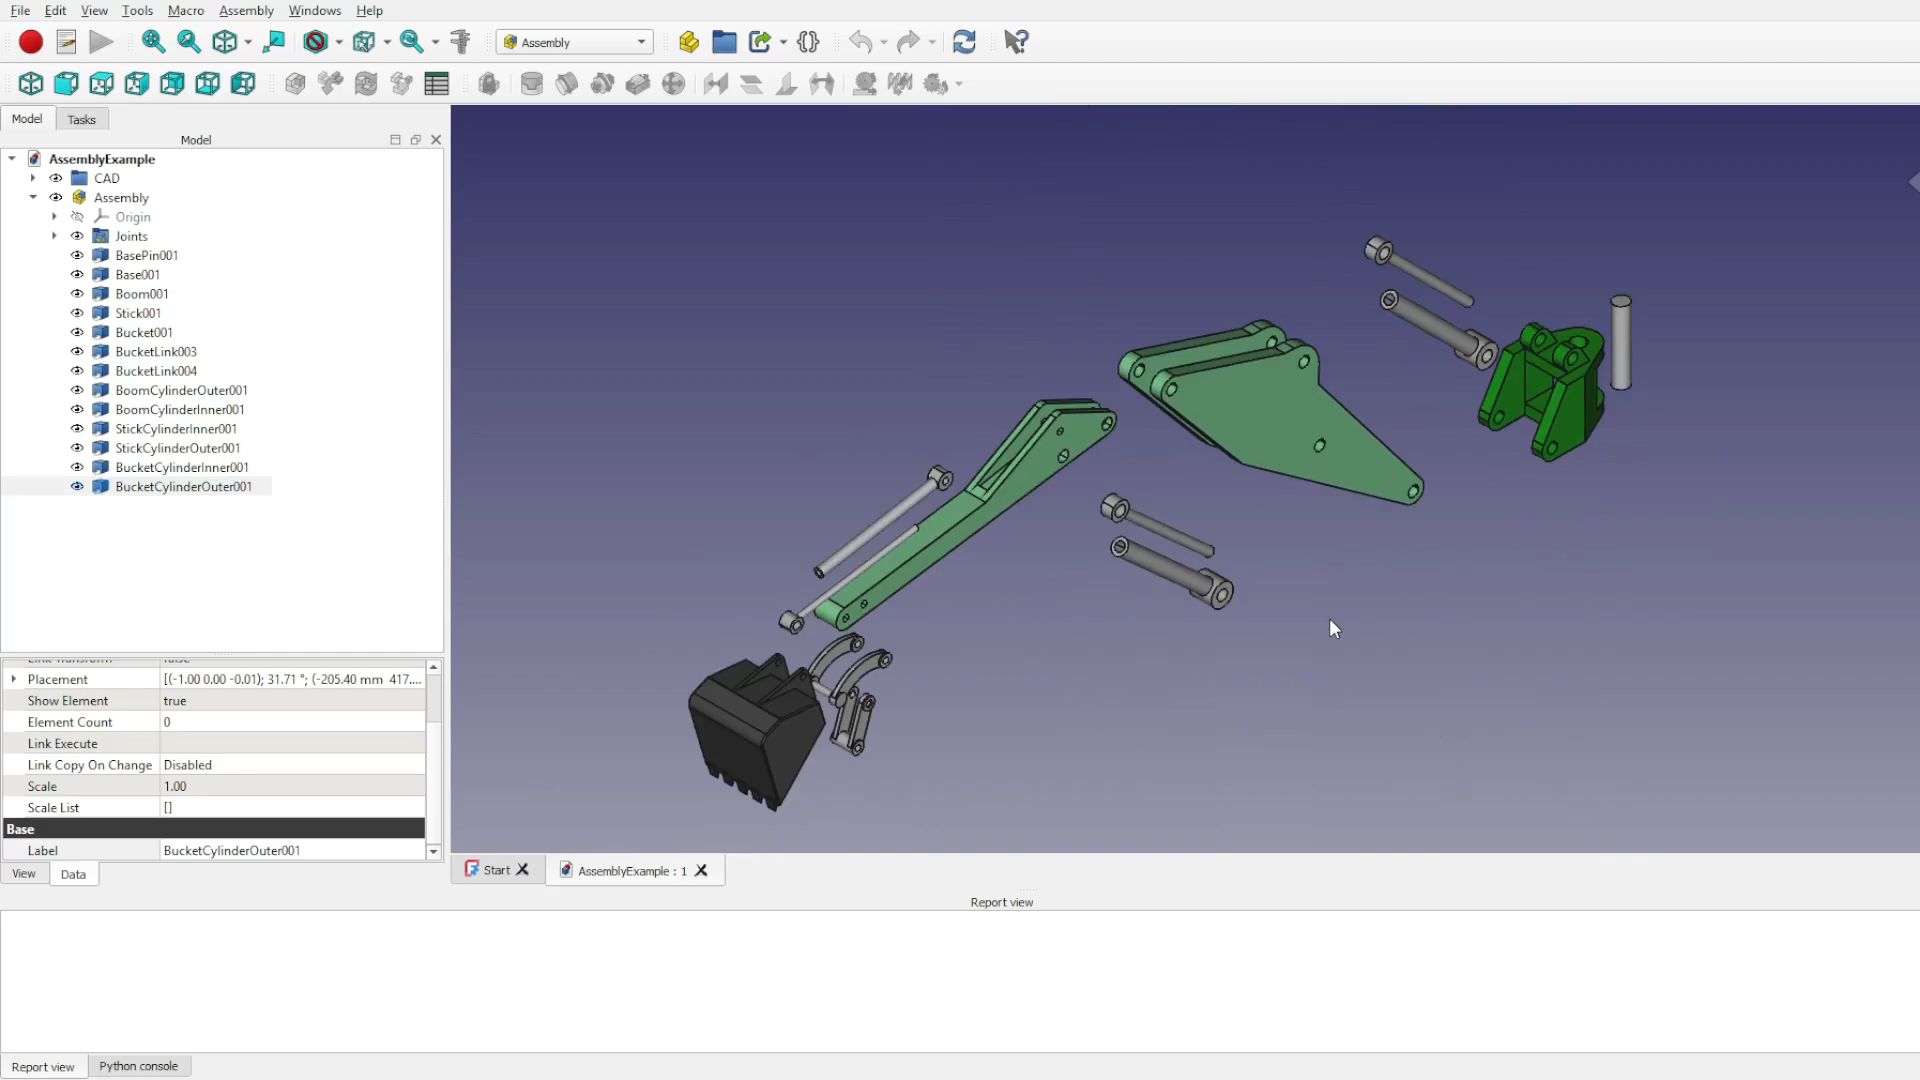 File Edit View Tools Macro Assembly Windows Help
Assembly
Model Tasks
Model
AssemblyExample
CAD
Assembly
Origin
Joints
BasePin001
Base001
Boom001
Stick001
Bucket001
BucketLink003
BucketLink004
BoomCylinderOuter001
BoomCylinderInner001
StickCylinderInner001
StickCylinderOuter001
BucketCylinderInner001
BucketCylinderOuter001
Link Transform false
Placement [(-1.00 0.00 -0.01); 31.71 °; (-205.40 mm 417....
Show Element true
Element Count 0
Link Execute
Link Copy On Change Disabled
Scale 1.00
Scale List []
Base
Label BucketCylinderOuter001
View Data
Start
AssemblyExample : 1
Report view
Report view Python console